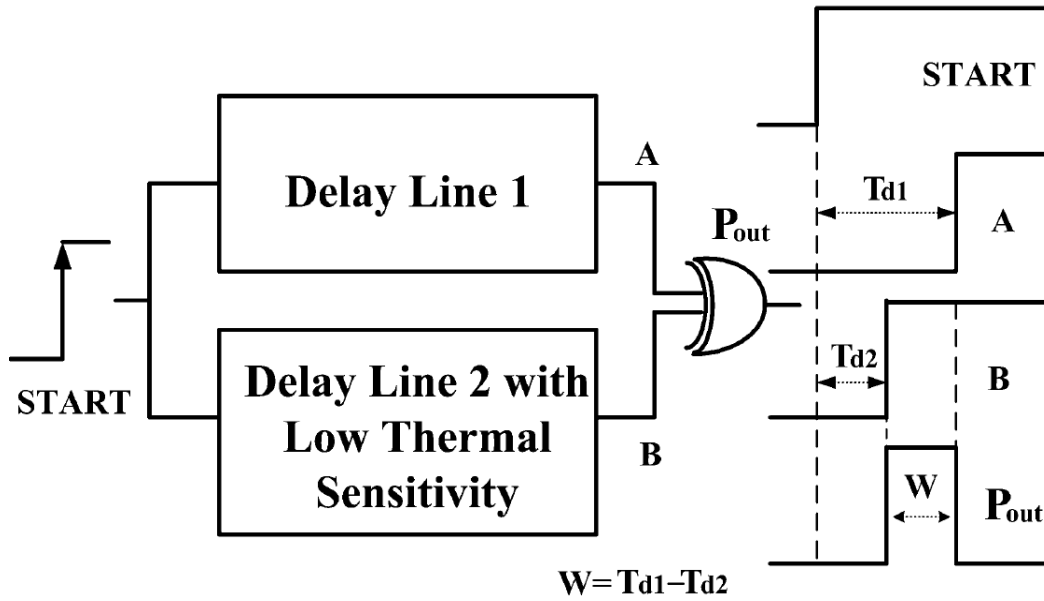 START
Delay Line 1
A
Pout
Delay Line 2 with
Low Thermal
Sensitivity
B
START
Td1
A
Td2
B
W
Pout
W=Td1−Td2